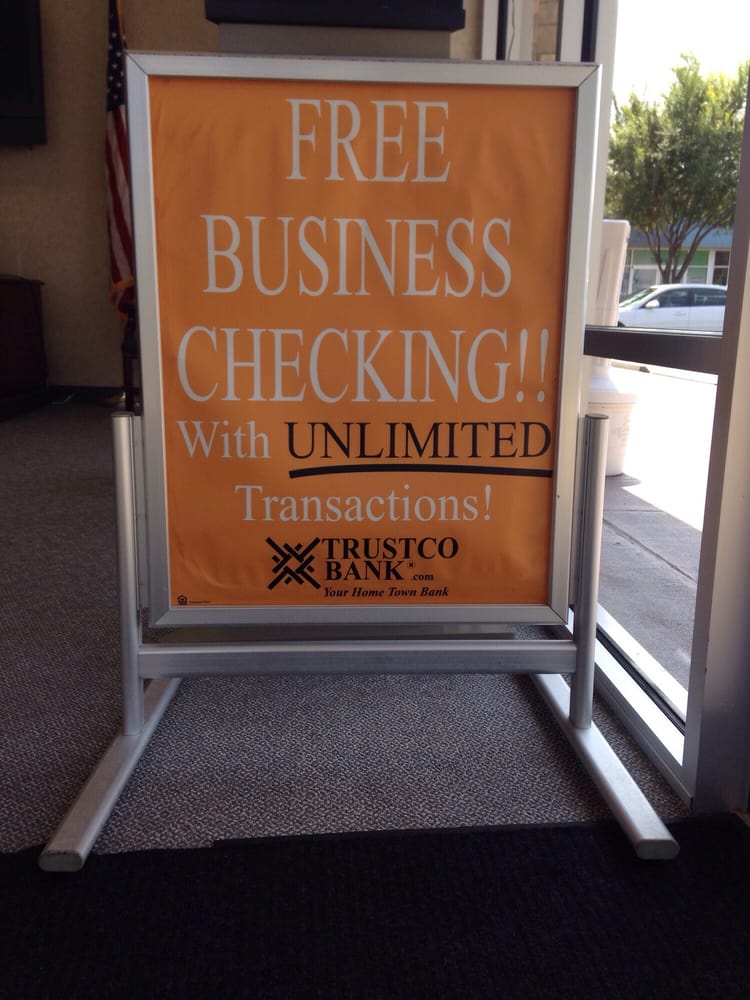 FREE
BUSINESS
CHECKING!!
With UNLIMITED
Transactions!
TRUSTCO
BANK® .com
Your Home Town Bank